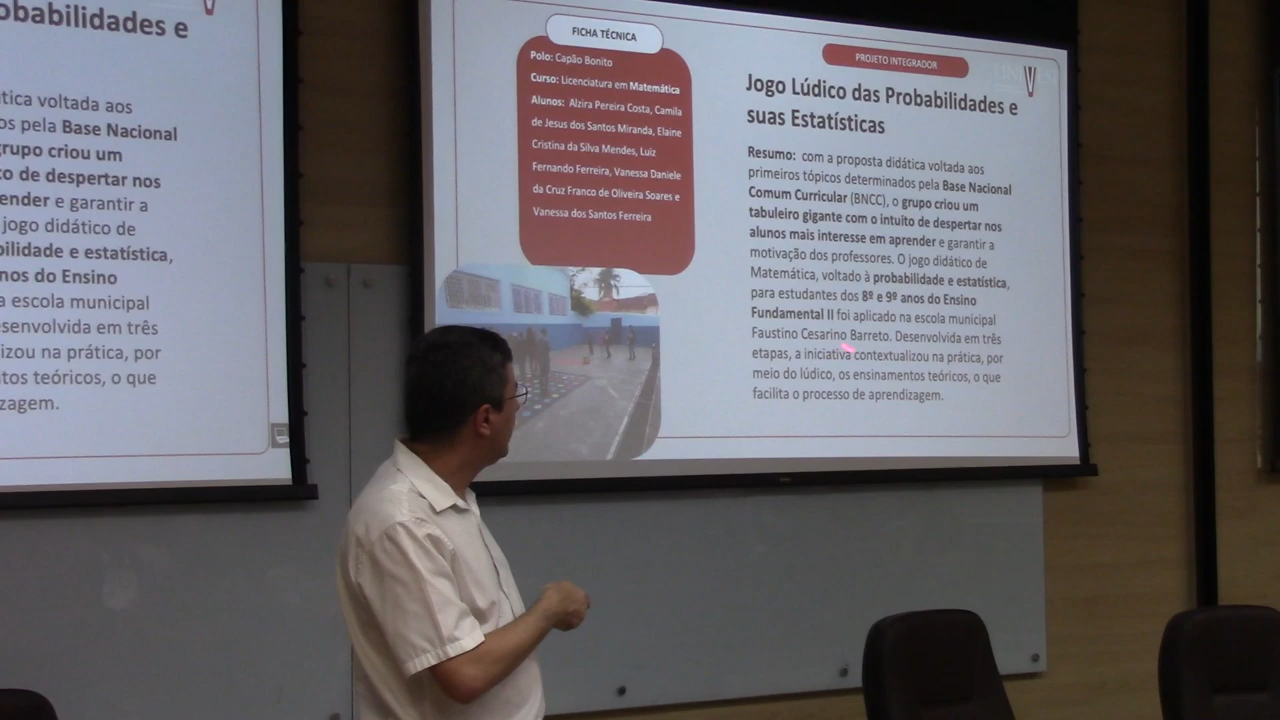 obabilidades e
tica voltada aos
os pela Base Nacional
grupo criou um
to de despertar nos
ender e garantir a
jogo didático de
bilidade e estatística,
nos do Ensino
a escola municipal
esenvolvida em três
izou na prática, por
ntos teóricos, o que
zagem.
FICHA TÉCNICA
Polo: Capão Bonito
Curso: Licenciatura em Matemática
Alunos: Alzira Pereira Costa, Camila
de Jesus dos Santos Miranda, Elaine
Cristina da Silva Mendes, Luiz
Fernando Ferreira, Vanessa Daniele
da Cruz Franco de Oliveira Soares e
Vanessa dos Santos Ferreira
PROJETO INTEGRADOR
Jogo Lúdico das Probabilidades e
suas Estatísticas
Resumo: com a proposta didática voltada aos
primeiros tópicos determinados pela Base Nacional
Comum Curricular (BNCC), o grupo criou um
tabuleiro gigante com o intuito de despertar nos
alunos mais interesse em aprender e garantir a
motivação dos professores. O jogo didático de
Matemática, voltado à probabilidade e estatística,
para estudantes dos 8º e 9º anos do Ensino
Fundamental II foi aplicado na escola municipal
Faustino Cesarino Barreto. Desenvolvida em três
etapas, a iniciativa contextualizou na prática, por
meio do lúdico, os ensinamentos teóricos, o que
facilita o processo de aprendizagem.